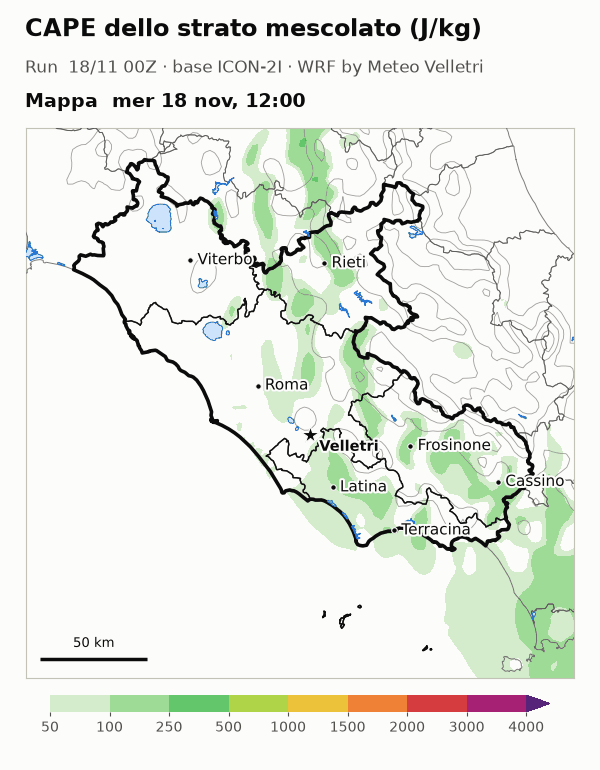 CAPE dello strato mescolato (J/kg)
Run 18/11 00Z · base ICON-2I · WRF by Meteo Velletri
Mappa mer 18 nov, 12:00
Viterbo
Rieti
Roma
Velletri
Frosinone
Cassino
Latina
Terracina
50 km
50 100 250 500 1000 1500 2000 3000 4000